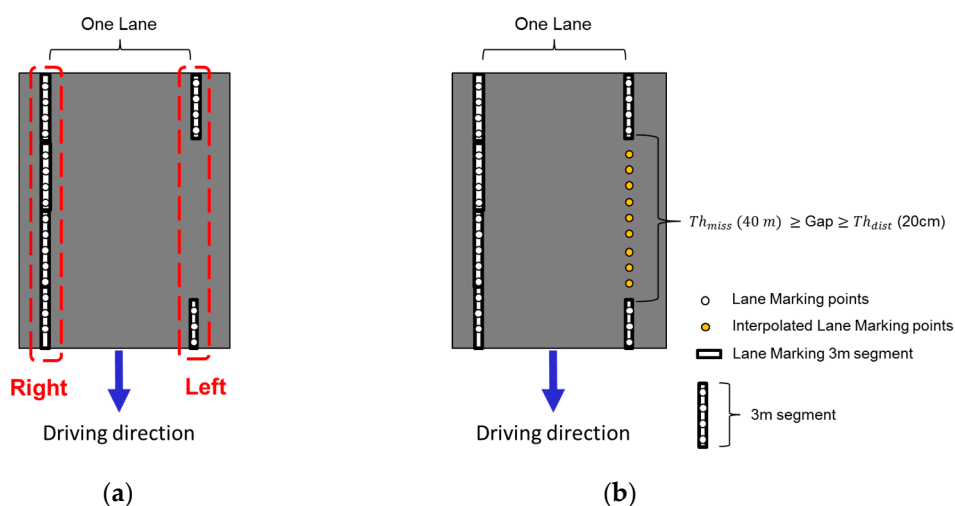 One Lane
Right
Left
Driving direction
(a)
One Lane
Th_miss (40 m) ≥ Gap ≥ Th_dist (20cm)
Lane Marking points
Interpolated Lane Marking points
Lane Marking 3m segment
3m segment
Driving direction
(b)